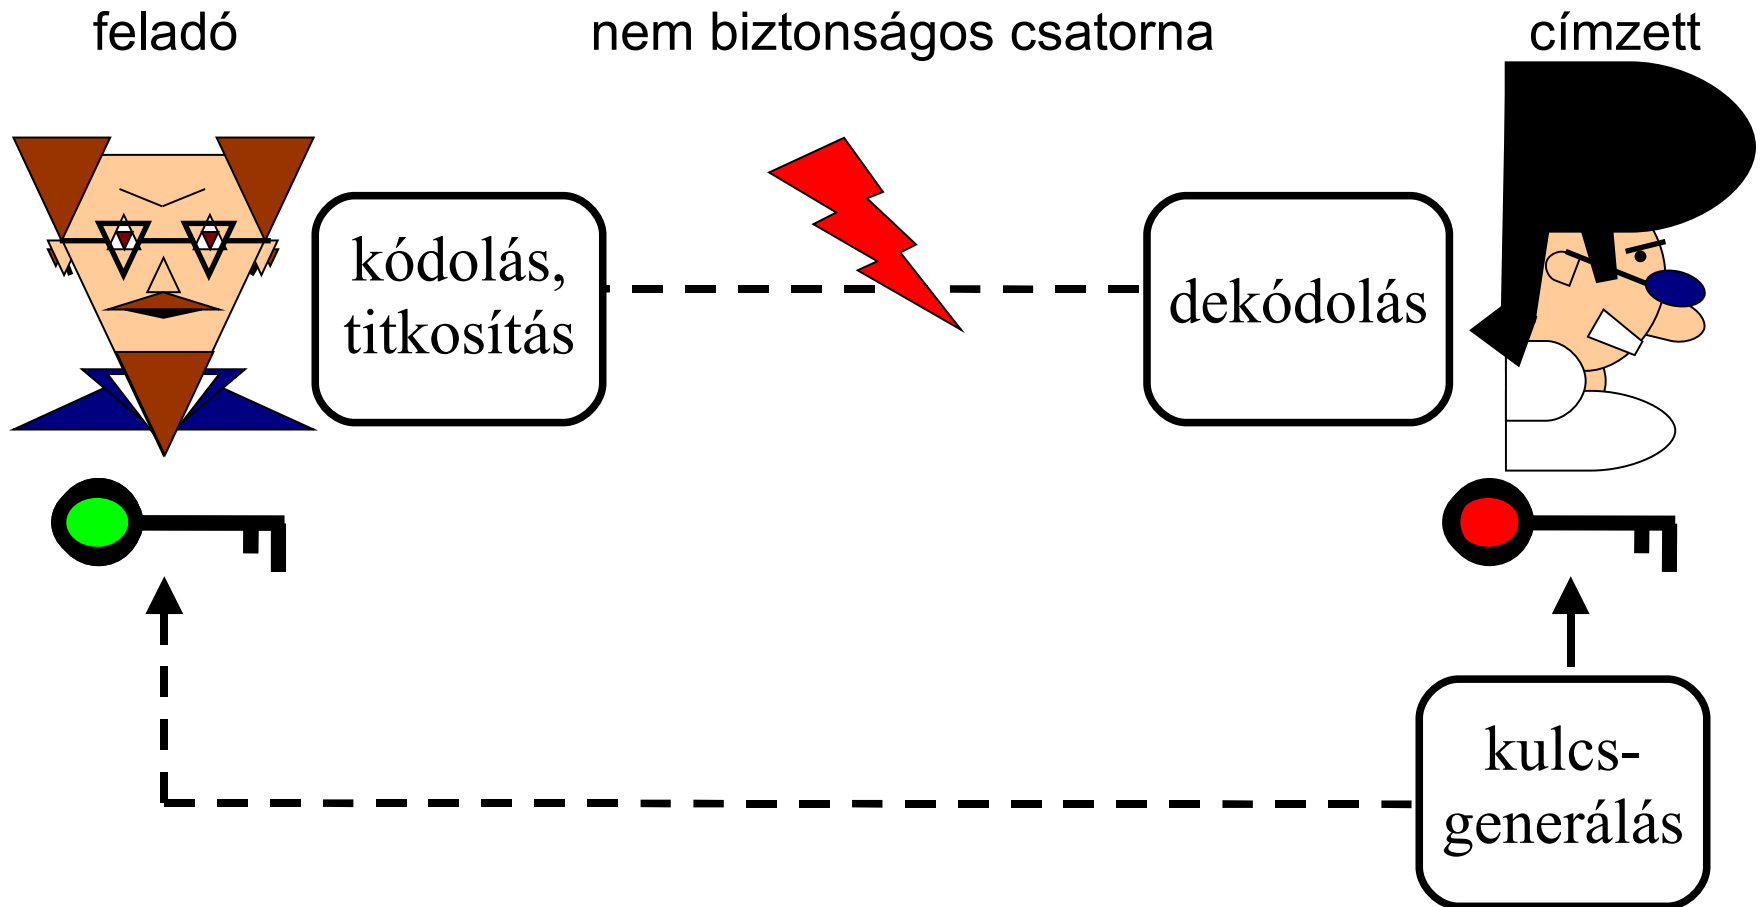 feladó
nem biztonságos csatorna
címzett
kódolás,
titkosítás
dekódolás
kulcs-
generálás